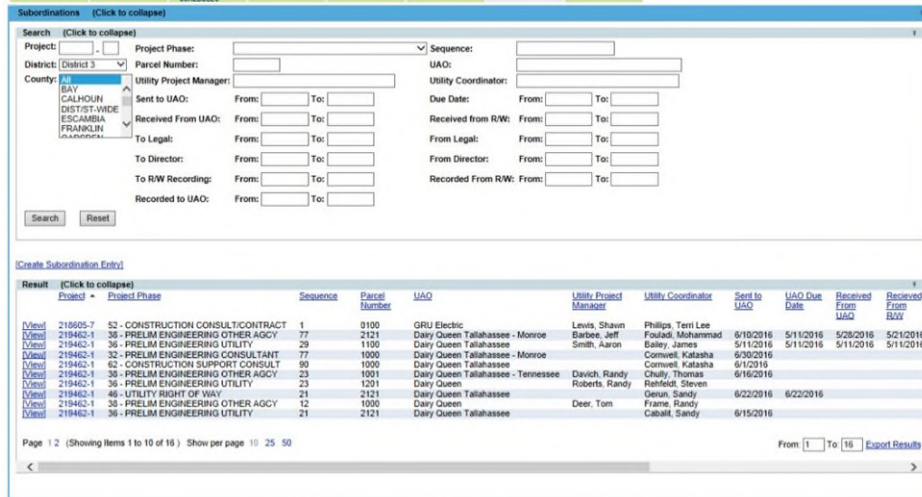 Subordinations (Click to collapse)
Search (Click to collapse)
Project: - Project Phase: Sequence:
District: District 3 Parcel Number: UAO:
County: All Utility Project Manager: Utility Coordinator:
BAY
CALHOUN Sent to UAO: From: To: Due Date: From: To:
DIST/ST-WIDE
ESCAMBIA Received From UAO: From: To: Received from R/W: From: To:
FRANKLIN
To Legal: From: To: From Legal: From: To:
To Director: From: To: From Director: From: To:
To R/W Recording: From: To: Recorded From R/W: From: To:
Recorded to UAO: From: To:
Search Reset
[Create Subordination Entry]
Result (Click to collapse)
Project Project Phase Sequence Parcel Number UAO Utility Project Manager Utility Coordinator Sent to UAO UAO Due Date Received From UAO Recieved From R/W
[View] 218605-7 52 - CONSTRUCTION CONSULT/CONTRACT 1 0100 GRU Electric Lewis, Shawn Phillips, Terri Lee
[View] 219462-1 38 - PRELIM ENGINEERING OTHER AGCY 77 2121 Dairy Queen Tallahassee - Monroe Barbee, Jeff Fouladi, Mohammad 6/10/2016 5/11/2016 5/28/2016 5/21/2016
[View] 219462-1 36 - PRELIM ENGINEERING UTILITY 29 1100 Dairy Queen Tallahassee Smith, Aaron Bailey, James 5/11/2016 5/11/2016 5/11/2016 5/11/2016
[View] 219462-1 32 - PRELIM ENGINEERING CONSULTANT 77 1000 Dairy Queen Tallahassee - Monroe Cornwell, Katasha 6/30/2016
[View] 219462-1 62 - CONSTRUCTION SUPPORT CONSULT 90 1000 Dairy Queen Tallahassee Cornwell, Katasha 6/1/2016
[View] 219462-1 38 - PRELIM ENGINEERING OTHER AGCY 23 1001 Dairy Queen Tallahassee - Tennessee Davich, Randy Chully, Thomas 6/16/2016
[View] 219462-1 36 - PRELIM ENGINEERING UTILITY 23 1201 Dairy Queen Roberts, Randy Rehfeldt, Steven
[View] 219462-1 46 - UTILITY RIGHT OF WAY 21 2121 Dairy Queen Tallahassee Gerun, Sandy 6/22/2016 6/22/2016
[View] 219462-1 38 - PRELIM ENGINEERING OTHER AGCY 12 1000 Dairy Queen Deer, Tom Frame, Randy
[View] 219462-1 36 - PRELIM ENGINEERING UTILITY 21 2121 Dairy Queen Tallahassee Cabalit, Sandy 6/15/2016
Page 1 2 (Showing Items 1 to 10 of 16 ) Show per page 10 25 50 From: 1 To: 16 Export Results